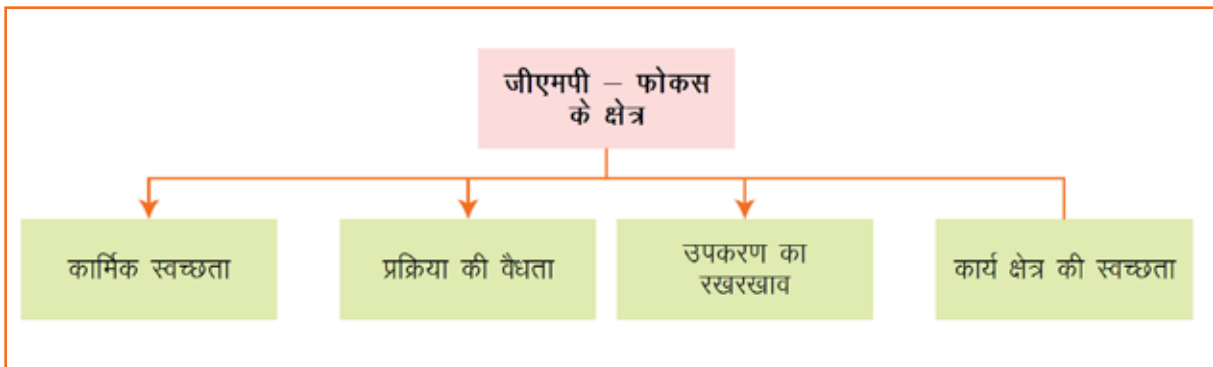 जीएमपी – फोकस
के क्षेत्र
कार्मिक स्वच्छता
प्रक्रिया की वैधता
उपकरण का
रखरखाव
कार्य क्षेत्र की स्वच्छता